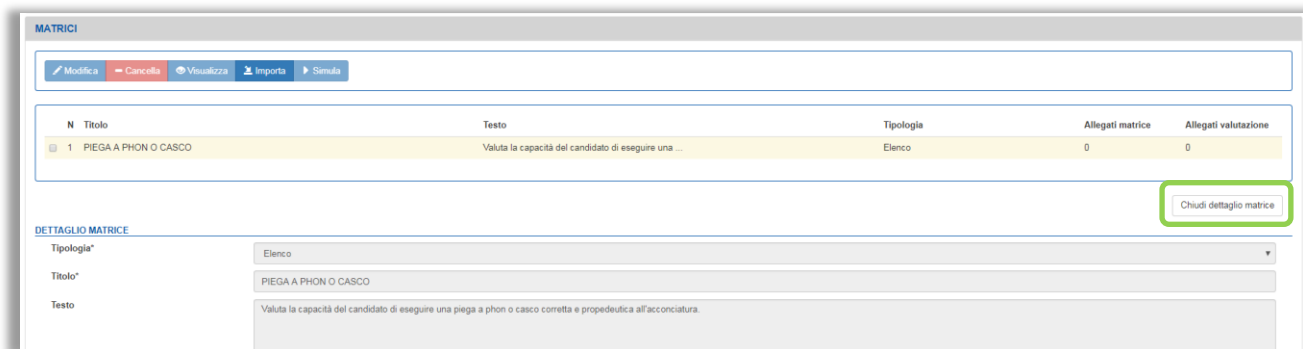 MATRICI
Modifica Cancella Visualizza Importa Simula
N Titolo Testo Tipologia Allegati matrice Allegati valutazione
1 PIEGA A PHON O CASCO Valuta la capacità del candidato di eseguire una ... Elenco 0 0
Chiudi dettaglio matrice
DETTAGLIO MATRICE
Tipologia* Elenco
Titolo* PIEGA A PHON O CASCO
Testo Valuta la capacità del candidato di eseguire una piega a phon o casco corretta e propedeutica all'acconciatura.